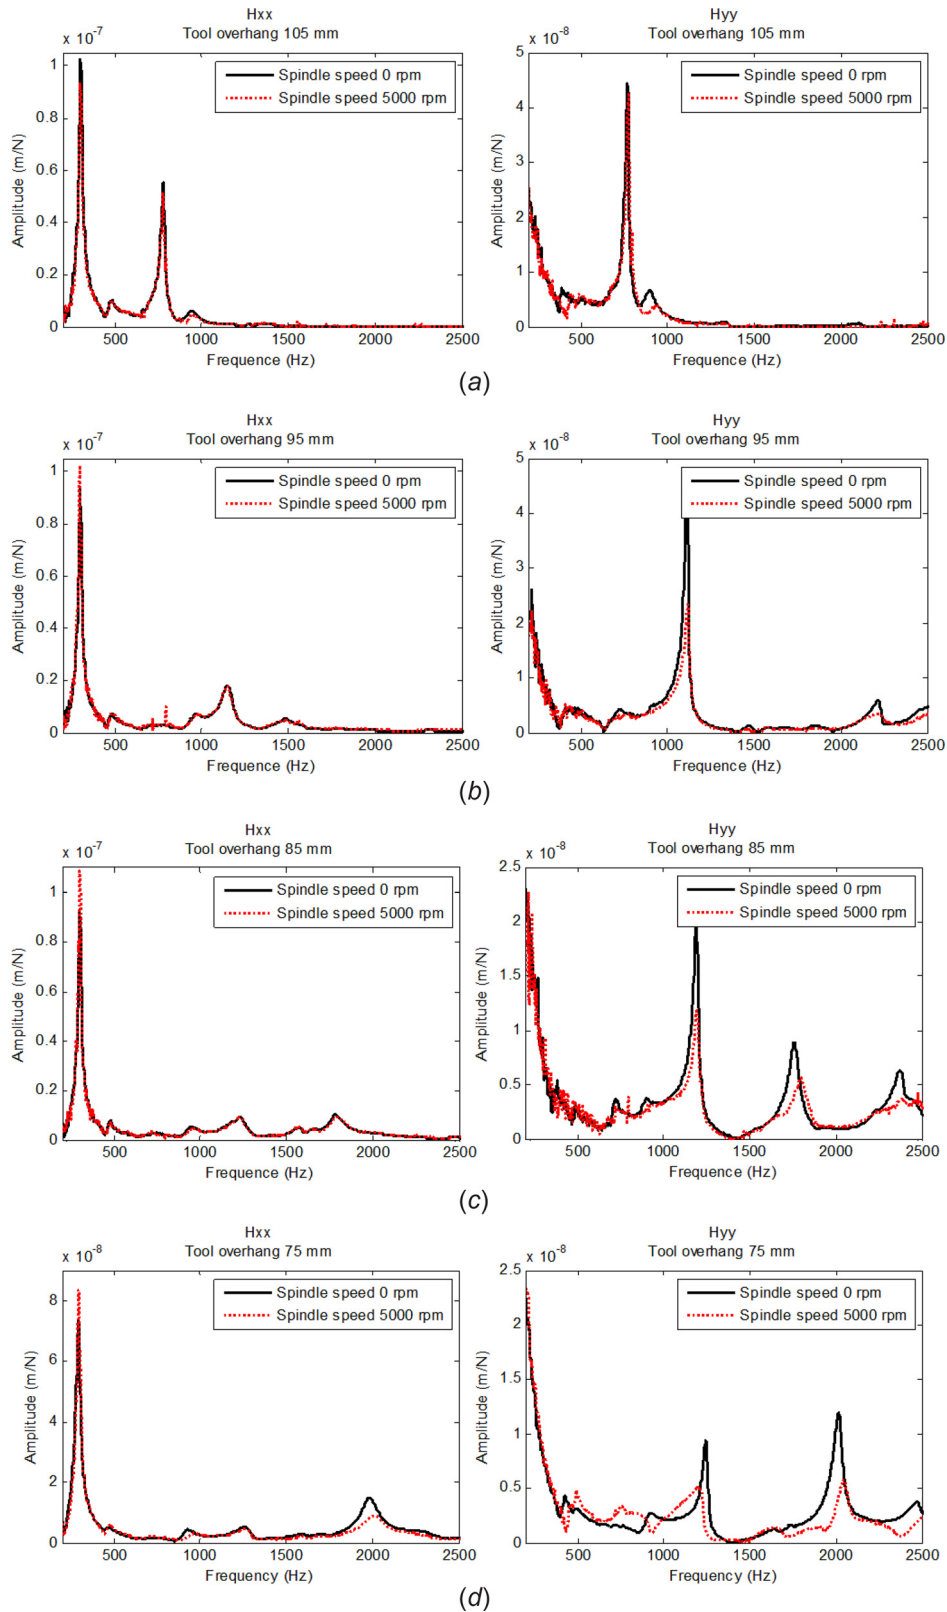 Hxx
Tool overhang 105 mm
x 10⁻⁷
Spindle speed 0 rpm
Spindle speed 5000 rpm
Amplitude (m/N)
1
0.8
0.6
0.4
0.2
0
500 1000 1500 2000 2500
Frequence (Hz)
Hyy
Tool overhang 105 mm
x 10⁻⁸
Spindle speed 0 rpm
Spindle speed 5000 rpm
Amplitude (m/N)
5
4
3
2
1
0
500 1000 1500 2000 2500
Frequence (Hz)
(a)
Hxx
Tool overhang 95 mm
x 10⁻⁷
Spindle speed 0 rpm
Spindle speed 5000 rpm
Amplitude (m/N)
1
0.8
0.6
0.4
0.2
0
500 1000 1500 2000 2500
Frequence (Hz)
Hyy
Tool overhang 95 mm
x 10⁻⁸
Spindle speed 0 rpm
Spindle speed 5000 rpm
Amplitude (m/N)
5
4
3
2
1
0
500 1000 1500 2000 2500
Frequence (Hz)
(b)
Hxx
Tool overhang 85 mm
x 10⁻⁷
Spindle speed 0 rpm
Spindle speed 5000 rpm
Amplitude (m/N)
1
0.8
0.6
0.4
0.2
0
500 1000 1500 2000 2500
Frequence (Hz)
Hyy
Tool overhang 85 mm
x 10⁻⁸
Spindle speed 0 rpm
Spindle speed 5000 rpm
Amplitude (m/N)
2.5
2
1.5
1
0.5
0
500 1000 1500 2000 2500
Frequence (Hz)
(c)
Hxx
Tool overhang 75 mm
x 10⁻⁸
Spindle speed 0 rpm
Spindle speed 5000 rpm
Amplitude (m/N)
8
6
4
2
0
500 1000 1500 2000 2500
Frequency (Hz)
Hyy
Tool overhang 75 mm
x 10⁻⁸
Spindle speed 0 rpm
Spindle speed 5000 rpm
Amplitude (m/N)
2.5
2
1.5
1
0.5
0
500 1000 1500 2000 2500
Frequency (Hz)
(d)